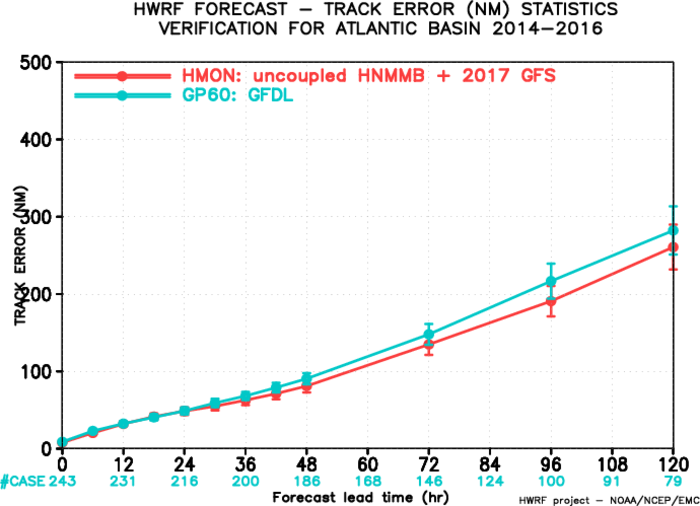 HWRF FORECAST – TRACK ERROR (NM) STATISTICS
VERIFICATION FOR ATLANTIC BASIN 2014–2016
HMON: uncoupled HNMMB + 2017 GFS
GP60: GFDL
TRACK ERROR (NM)
500
400
300
200
100
0
0 12 24 36 48 60 72 84 96 108 120
#CASE 243 231 216 200 186 168 146 124 100 91 79
Forecast lead time (hr)
HWRF project – NOAA/NCEP/EMC